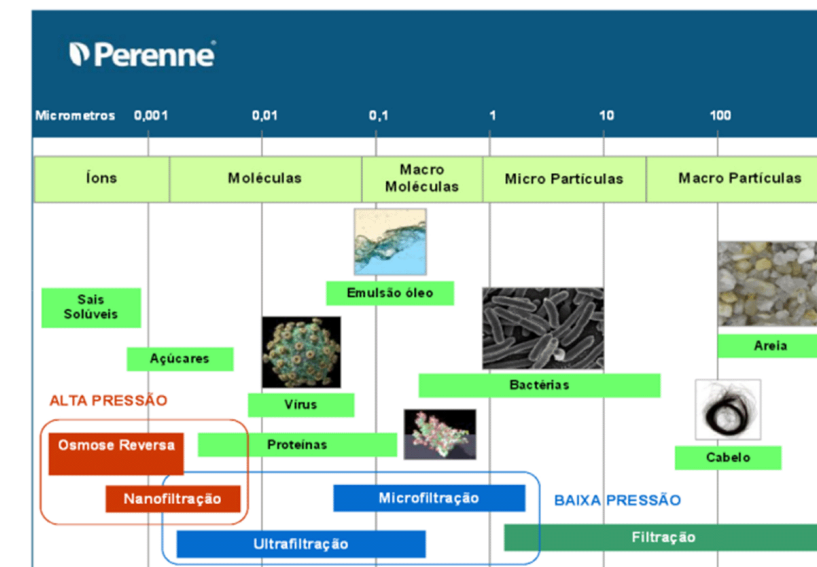 Perenne
Micrometros 0,001 0,01 0,1 1 10 100
Íons Moléculas Macro Moléculas Micro Partículas Macro Partículas
Emulsão óleo
Sais
Solúveis
Areia
Açúcares
Bactérias
Vírus
ALTA PRESSÃO
Osmose Reversa
Proteínas
Cabelo
Nanofiltração
Microfiltração
BAIXA PRESSÃO
Ultrafiltração
Filtração